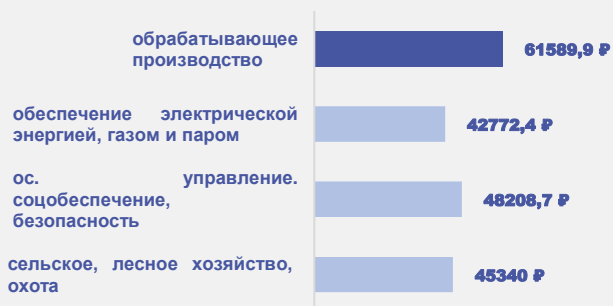 обрабатывающее
производство
61589,9 ₽
обеспечение электрической
энергией, газом и паром
42772,4 ₽
ос. управление.
соцобеспечение,
безопасность
48208,7 ₽
сельское, лесное хозяйство,
охота
45340 ₽